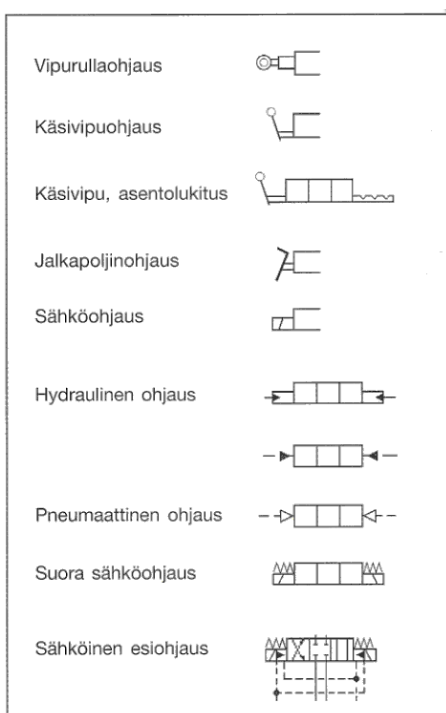 Vipurullaohjaus
Käsivipuohjaus
Käsivipu, asentolukitus
Jalkapoljinohjaus
Sähköohjaus
Hydraulinen ohjaus
Pneumaattinen ohjaus
Suora sähköohjaus
Sähköinen esiohjaus